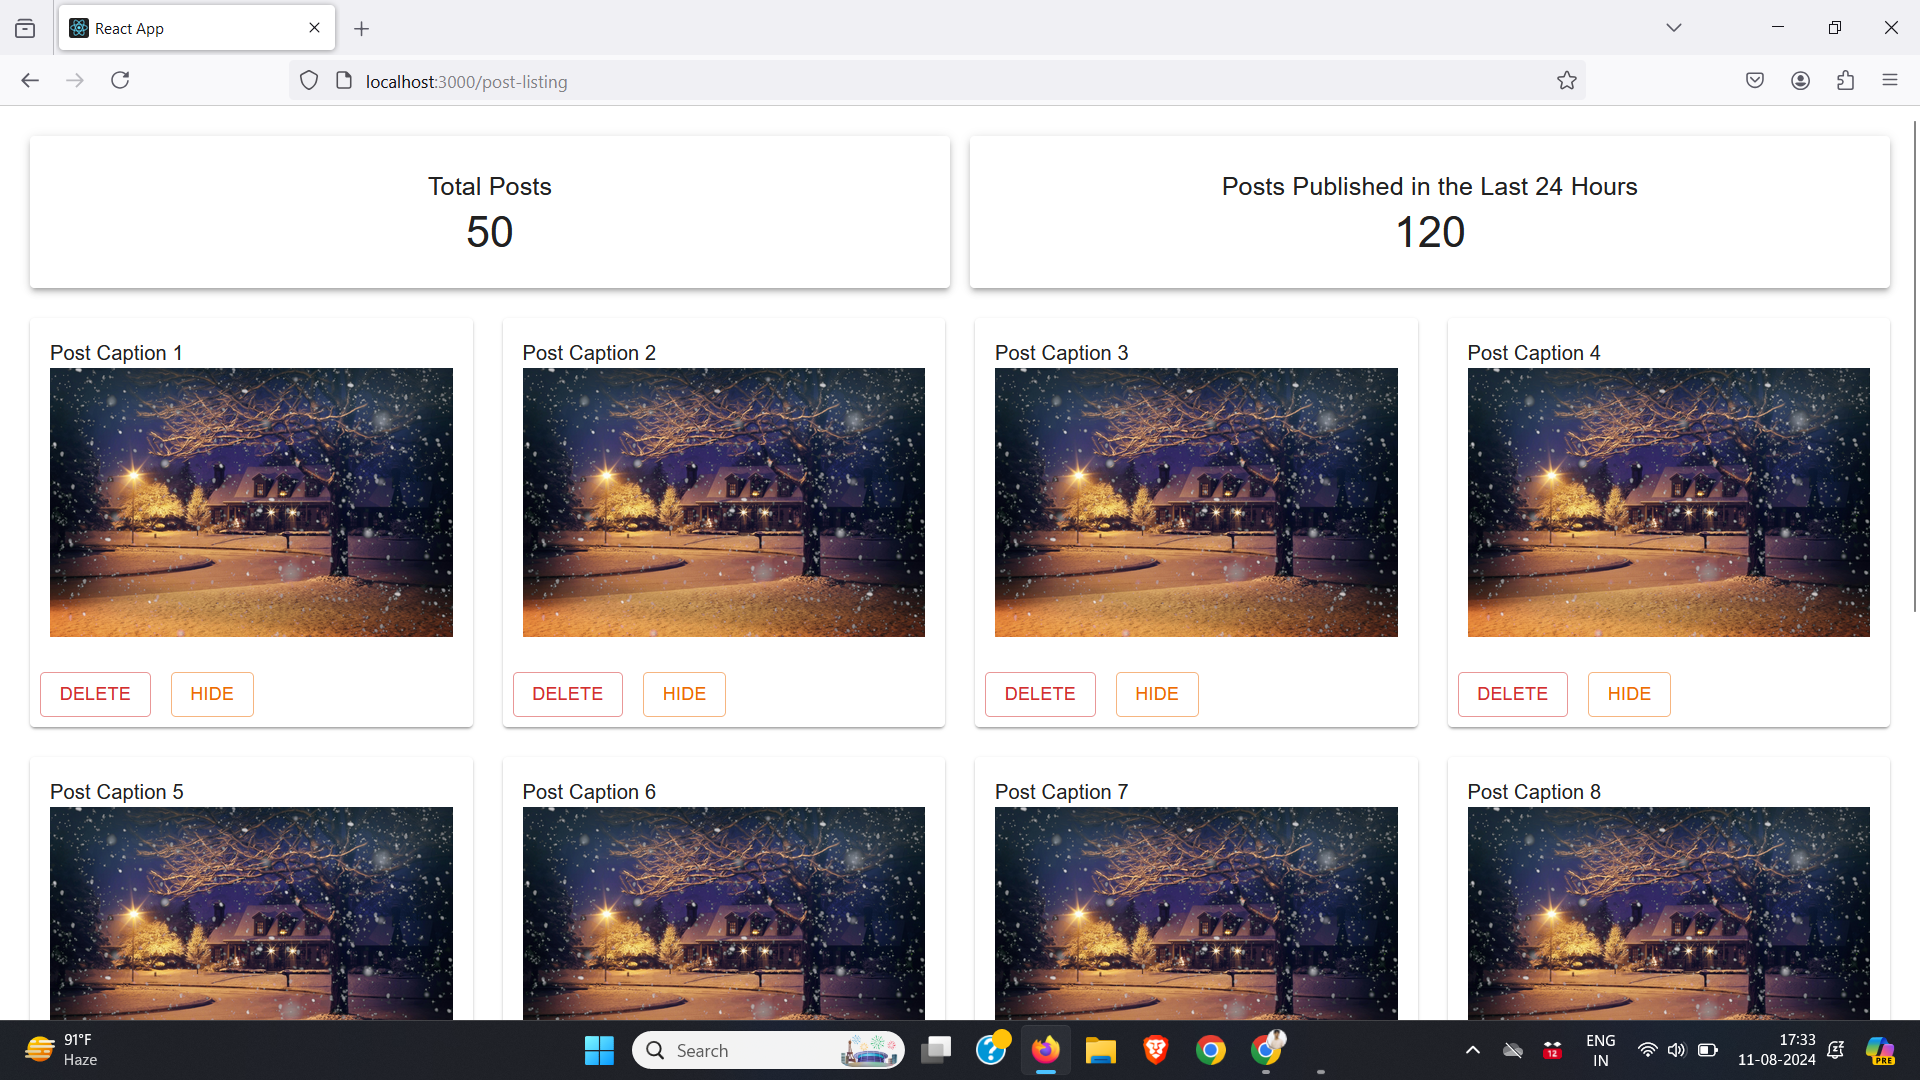 React App
localhost:3000/post-listing
Total Posts
50
Posts Published in the Last 24 Hours
120
Post Caption 1
Post Caption 2
Post Caption 3
Post Caption 4
DELETE HIDE
DELETE HIDE
DELETE HIDE
DELETE HIDE
Post Caption 5
Post Caption 6
Post Caption 7
Post Caption 8
91°F
Haze
Search
12
ENG
IN
17:33
11-08-2024
PRE